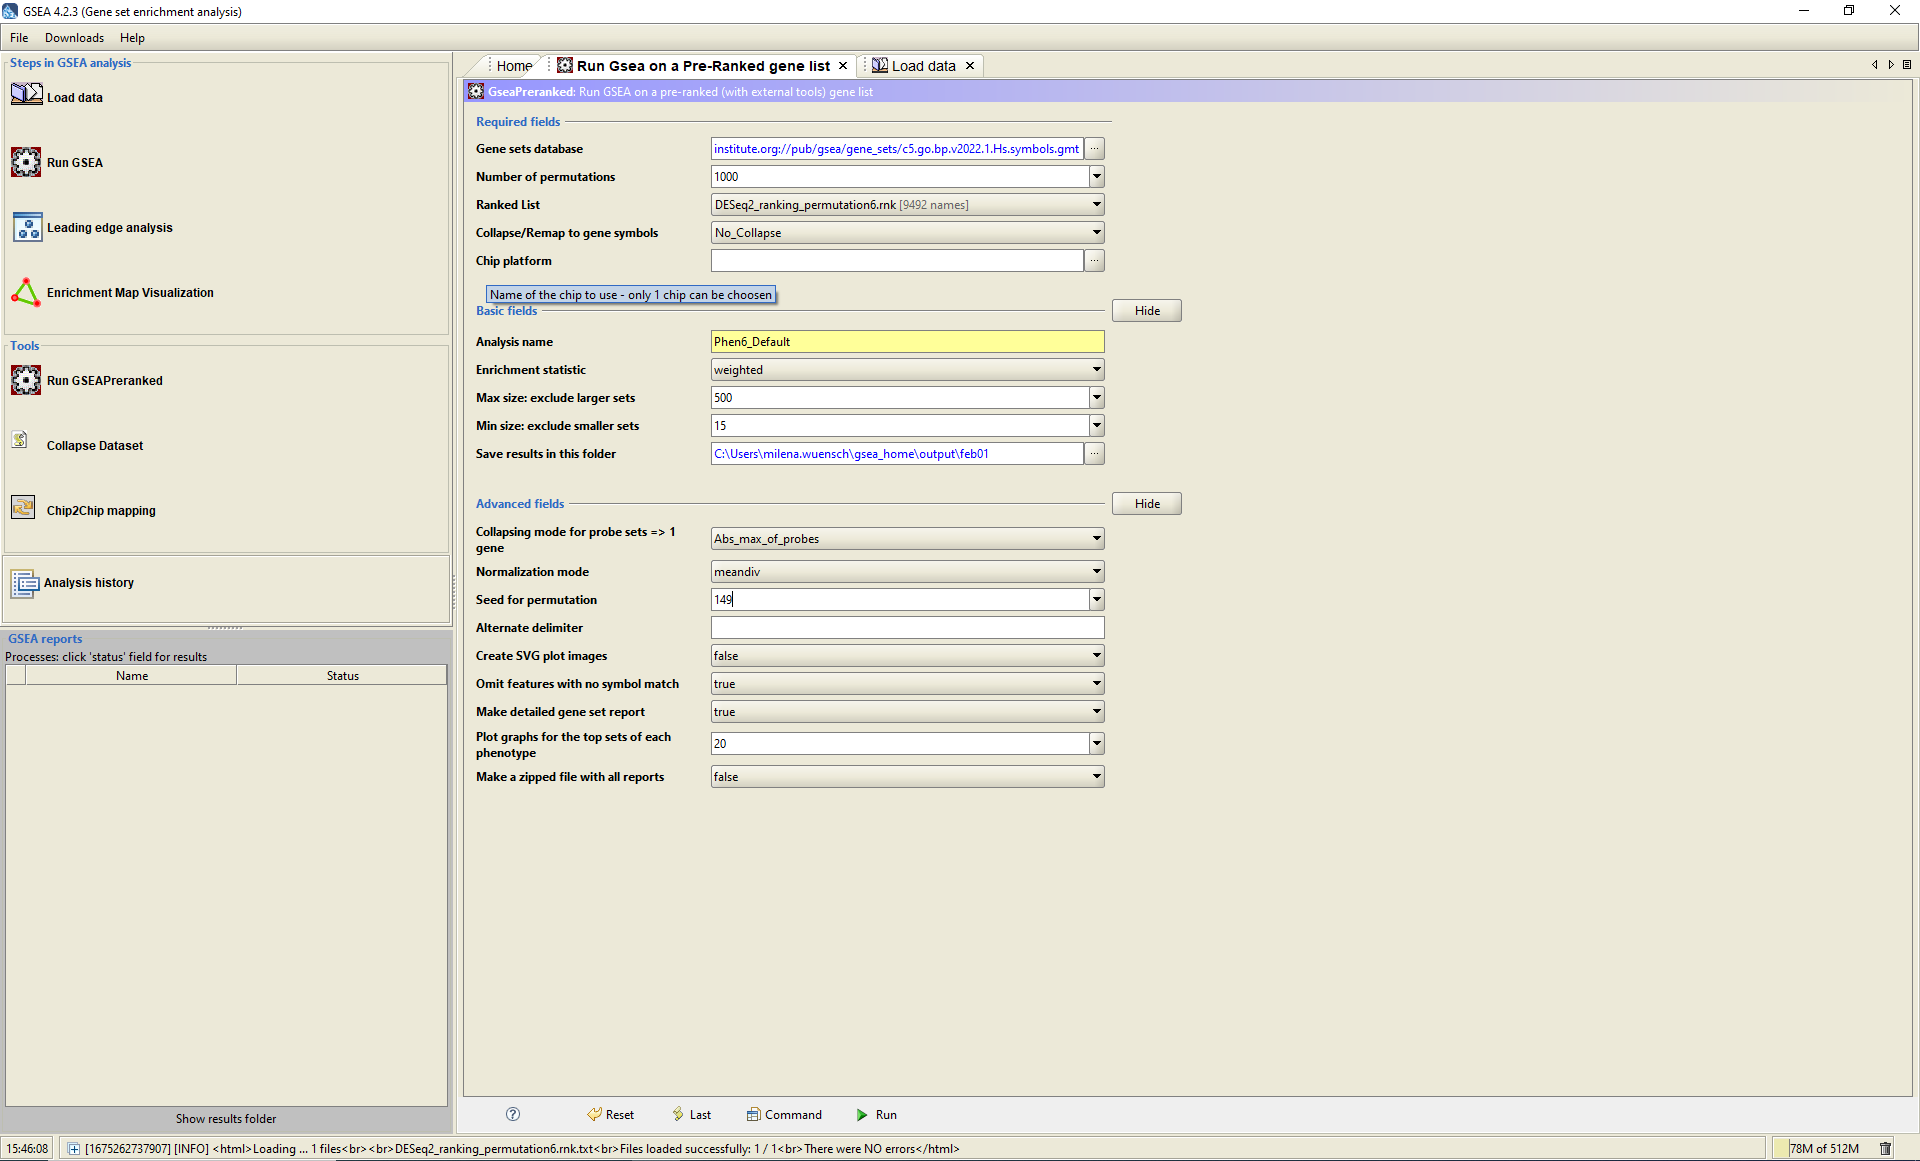 GSEA 4.2.3 (Gene set enrichment analysis)
File Downloads Help
Steps in GSEA analysis
Load data
Run GSEA
Leading edge analysis
Enrichment Map Visualization
Tools
Run GSEAPreranked
Collapse Dataset
Chip2Chip mapping
Analysis history
GSEA reports
Processes: click 'status' field for results
Name Status
Show results folder
Home Run Gsea on a Pre-Ranked gene list Load data
GseaPreranked: Run GSEA on a pre-ranked (with external tools) gene list
Required fields
Gene sets database institute.org://pub/gsea/gene_sets/c5.go.bp.v2022.1.Hs.symbols.gmt ...
Number of permutations 1000
Ranked List DESeq2_ranking_permutation6.rnk [9492 names]
Collapse/Remap to gene symbols No_Collapse
Chip platform ...
Name of the chip to use - only 1 chip can be choosen
Basic fields Hide
Analysis name Phen6_Default
Enrichment statistic weighted
Max size: exclude larger sets 500
Min size: exclude smaller sets 15
Save results in this folder C:\Users\milena.wuensch\gsea_home\output\feb01 ...
Advanced fields Hide
Collapsing mode for probe sets => 1
gene Abs_max_of_probes
Normalization mode meandiv
Seed for permutation 149
Alternate delimiter
Create SVG plot images false
Omit features with no symbol match true
Make detailed gene set report true
Plot graphs for the top sets of each
phenotype 20
Make a zipped file with all reports false
? Reset Last Command Run
15:46:08 [1675262737907] [INFO] <html>Loading ... 1 files<br><br>DESeq2_ranking_permutation6.rnk.txt<br>Files loaded successfully: 1 / 1<br>There were NO errors</html> 78M of 512M